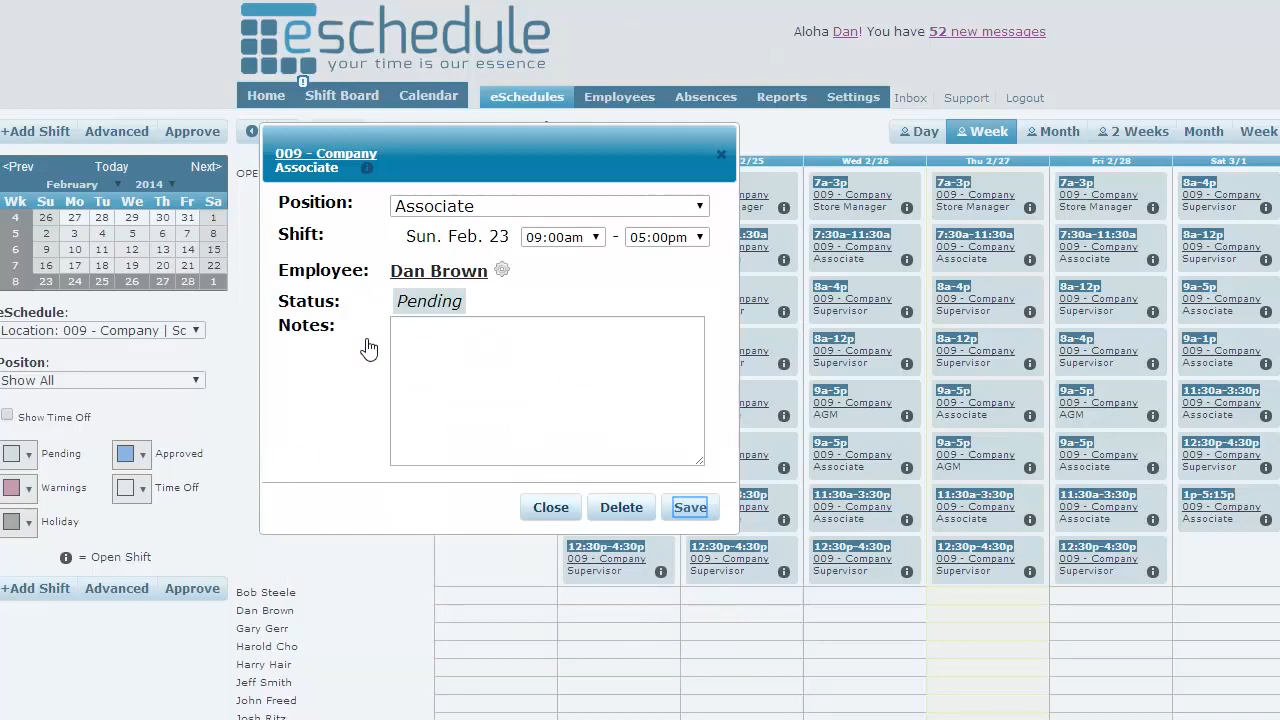 eschedule
your time is our essence
Aloha Dan! You have 52 new messages
Home Shift Board Calendar eSchedules Employees Absences Reports Settings Inbox Support Logout
+Add Shift Advanced Approve
Day Week Month 2 Weeks Month Week
<Prev Today Next>
February 2014
Wk Su Mo Tu We Th Fr Sa
4 26 27 28 29 30 31 1
5 2 3 4 5 6 7 8
6 9 10 11 12 13 14 15
7 16 17 18 19 20 21 22
8 23 24 25 26 27 28 1
eSchedule:
Location: 009 - Company | Sc
Positon:
Show All
Show Time Off
Pending Approved
Warnings Time Off
Holiday
i = Open Shift
+Add Shift Advanced Approve
009 - Company
Associate
Position: Associate
Shift: Sun. Feb. 23 09:00am - 05:00pm
Employee: Dan Brown
Status: Pending
Notes:
Close Delete Save
2/25 Wed 2/26 Thu 2/27 Fri 2/28 Sat 3/1
7a-3p 7a-3p 7a-3p 8a-4p
009 - Company 009 - Company 009 - Company 009 - Company
Store Manager Store Manager Store Manager Supervisor
7:30a-11:30a 7:30a-11:30a 7:30a-11:30a 8a-12p
009 - Company 009 - Company 009 - Company 009 - Company
Associate Associate Associate Supervisor
8a-4p 8a-4p 8a-12p 9a-5p
009 - Company 009 - Company 009 - Company 009 - Company
Supervisor Supervisor Supervisor Associate
8a-12p 8a-12p 8a-4p 9a-1p
009 - Company 009 - Company 009 - Company 009 - Company
Supervisor Supervisor Supervisor Associate
9a-5p 9a-5p 9a-5p 11:30a-3:30p
009 - Company 009 - Company 009 - Company 009 - Company
AGM Associate AGM Associate
9a-5p 9a-5p 9a-5p 12:30p-4:30p
009 - Company 009 - Company 009 - Company 009 - Company
Associate AGM Associate Supervisor
11:30a-3:30p 11:30a-3:30p 11:30a-3:30p 1p-5:15p
009 - Company 009 - Company 009 - Company 009 - Company
Associate Associate Associate Associate
12:30p-4:30p 12:30p-4:30p 12:30p-4:30p 12:30p-4:30p 12:30p-4:30p
009 - Company 009 - Company 009 - Company 009 - Company 009 - Company
Supervisor Supervisor Supervisor Supervisor Supervisor
Bob Steele
Dan Brown
Gary Gerr
Harold Cho
Harry Hair
Jeff Smith
John Freed
Josh Ritz